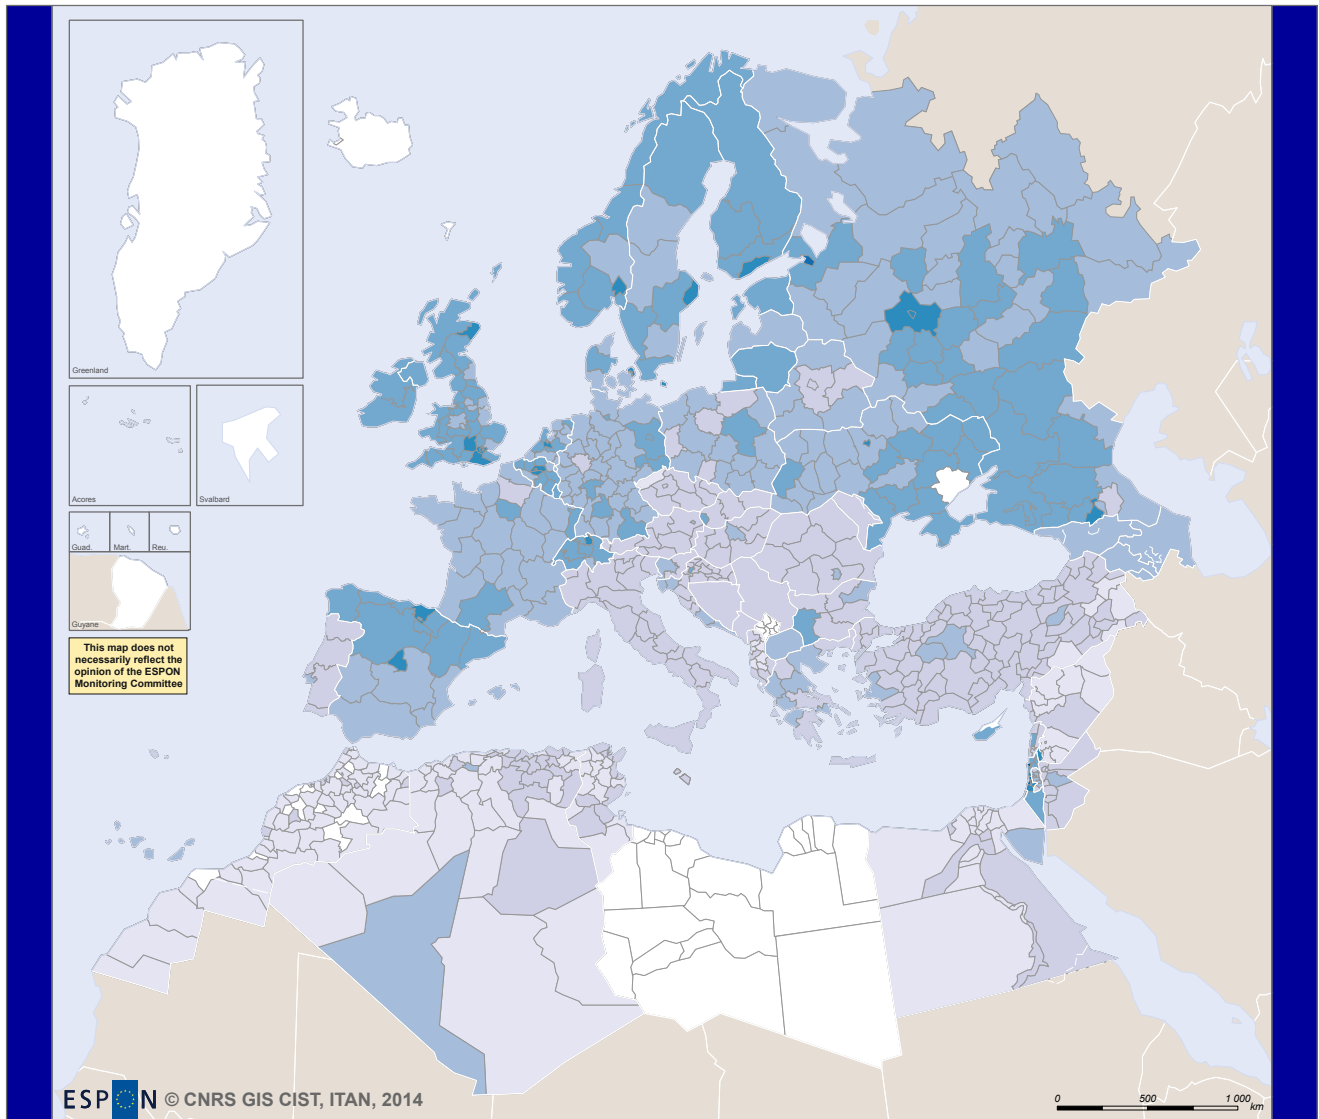 Greenland
Acores
Svalbard
Guad.
Mart.
Reu.
Guyane
This map does not
necessarily reflect the
opinion of the ESPON
Monitoring Committee
ESPON © CNRS GIS CIST, ITAN, 2014
0 500 1 000
km